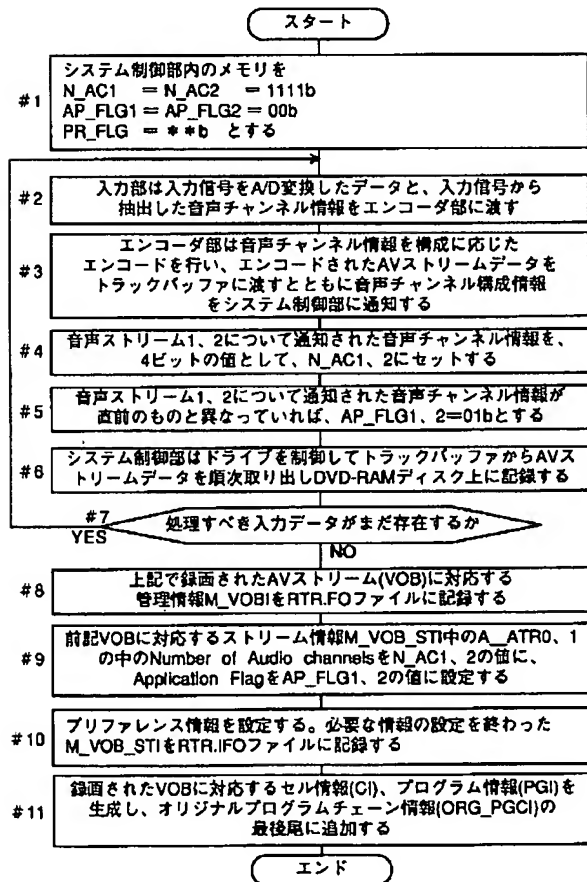 スタート
#1
システム制御部内のメモリを
N_AC1 = N_AC2 = 1111b
AP_FLG1 = AP_FLG2 = 00b
PR_FLG = **b とする
#2
入力部は入力信号をA/D変換したデータと、入力信号から
抽出した音声チャンネル情報をエンコーダ部に渡す
#3
エンコーダ部は音声チャンネル情報を構成に応じた
エンコードを行い、エンコードされたAVストリームデータを
トラックバッファに渡すとともに音声チャンネル構成情報
をシステム制御部に通知する
#4
音声ストリーム1、2について通知された音声チャンネル情報を、
4ビットの値として、N_AC1、2にセットする
#5
音声ストリーム1、2について通知された音声チャンネル情報が
直前のものと異なっていれば、AP_FLG1、2=01bとする
#6
システム制御部はドライブを制御してトラックバッファからAVス
トリームデータを順次取り出しDVD-RAMディスク上に記録する
#7
YES
処理すべき入力データがまだ存在するか
NO
#8
上記で録画されたAVストリーム(VOB)に対応する
管理情報M_VOBIをRTR.IFOファイルに記録する
#9
前記VOBに対応するストリーム情報M_VOB_STI中のA_ATR0、1
の中のNumber of Audio channelsをN_AC1、2の値に、
Application FlagをAP_FLG1、2の値に設定する
#10
プリファレンス情報を設定する。必要な情報の設定を終わった
M_VOB_STIをRTR.IFOファイルに記録する
#11
録画されたVOBに対応するセル情報(CI)、プログラム情報(PGI)を
生成し、オリジナルプログラムチェーン情報(ORG_PGCI)の
最後尾に追加する
エンド